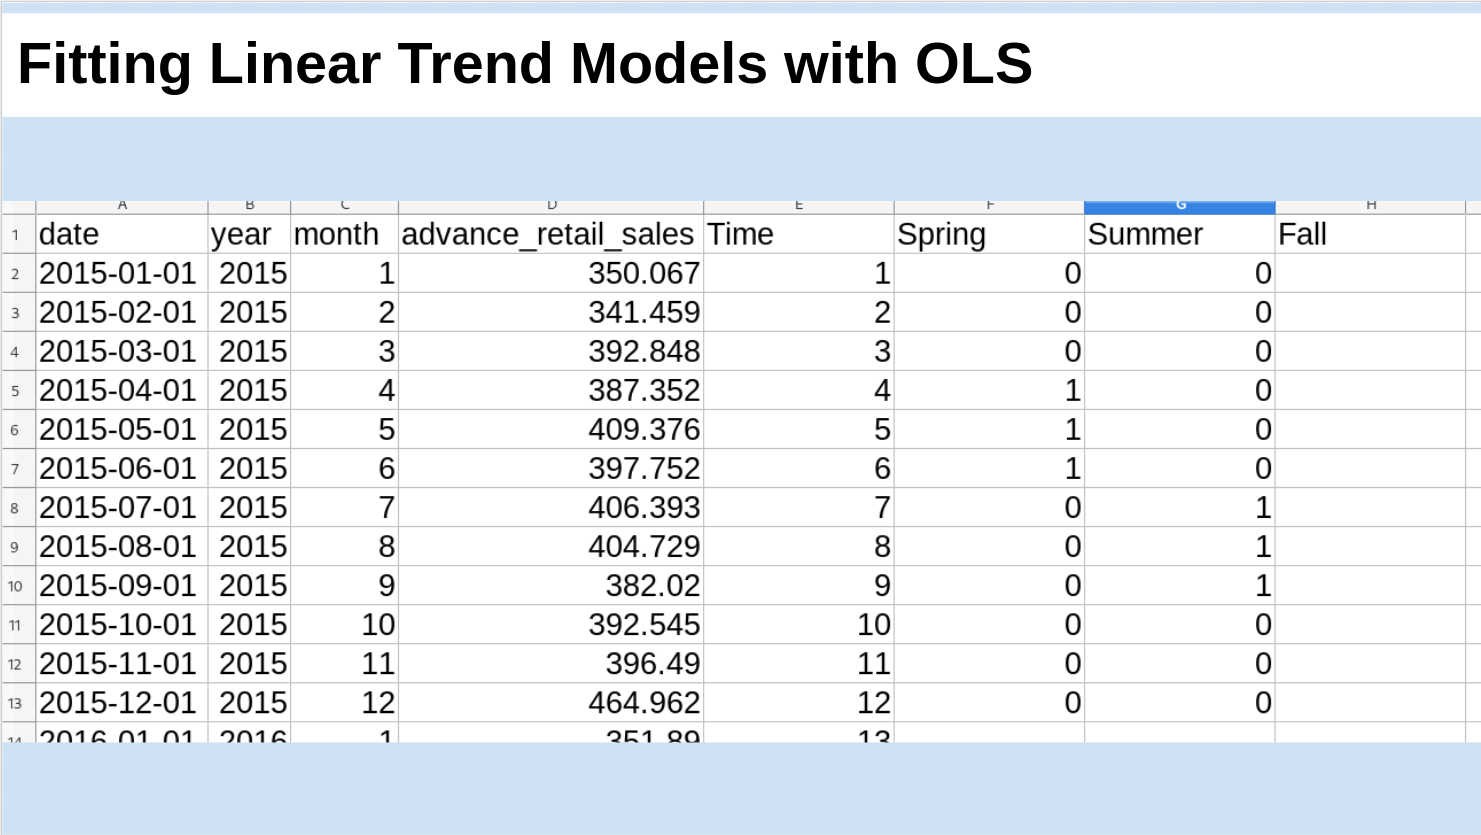 Fitting Linear Trend Models with OLS
A B C D E F G H
1 date year month advance_retail_sales Time Spring Summer Fall
2 2015-01-01 2015 1 350.067 1 0 0
3 2015-02-01 2015 2 341.459 2 0 0
4 2015-03-01 2015 3 392.848 3 0 0
5 2015-04-01 2015 4 387.352 4 1 0
6 2015-05-01 2015 5 409.376 5 1 0
7 2015-06-01 2015 6 397.752 6 1 0
8 2015-07-01 2015 7 406.393 7 0 1
9 2015-08-01 2015 8 404.729 8 0 1
10 2015-09-01 2015 9 382.02 9 0 1
11 2015-10-01 2015 10 392.545 10 0 0
12 2015-11-01 2015 11 396.49 11 0 0
13 2015-12-01 2015 12 464.962 12 0 0
14 2016-01-01 2016 1 351.89 13